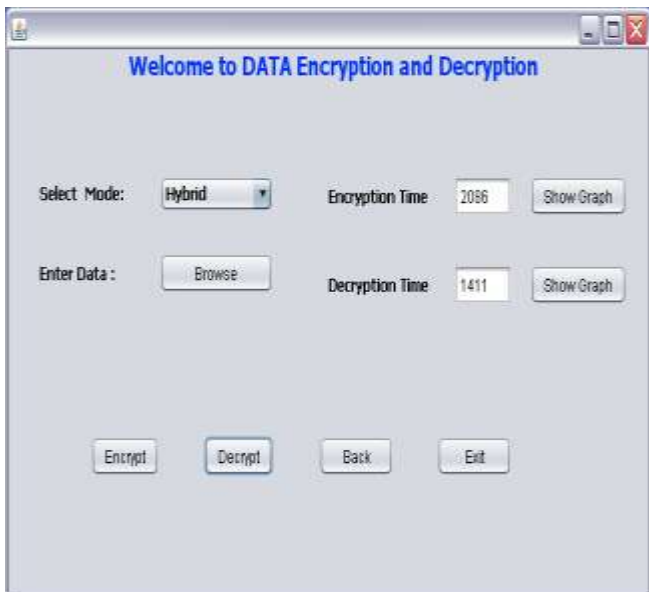 Welcome to DATA Encryption and Decryption
Select Mode: Hybrid Encryption Time 2086 Show Graph
Enter Data : Browse Decryption Time 1411 Show Graph
Encrypt Decrypt Back Exit